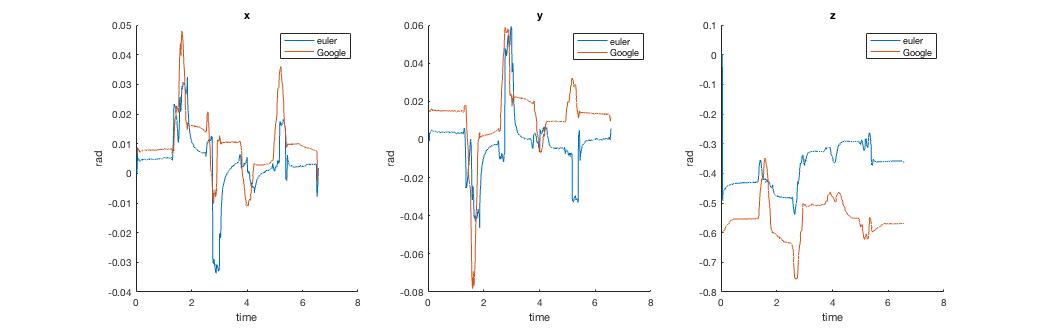 x
0.05
0.04
0.03
0.02
0.01
0
-0.01
-0.02
-0.03
-0.04
rad
0 2 4 6 8
time
euler
Google
y
0.06
0.04
0.02
0
-0.02
-0.04
-0.06
-0.08
rad
0 2 4 6 8
time
euler
Google
z
0.1
0
-0.1
-0.2
-0.3
-0.4
-0.5
-0.6
-0.7
-0.8
rad
0 2 4 6 8
time
euler
Google